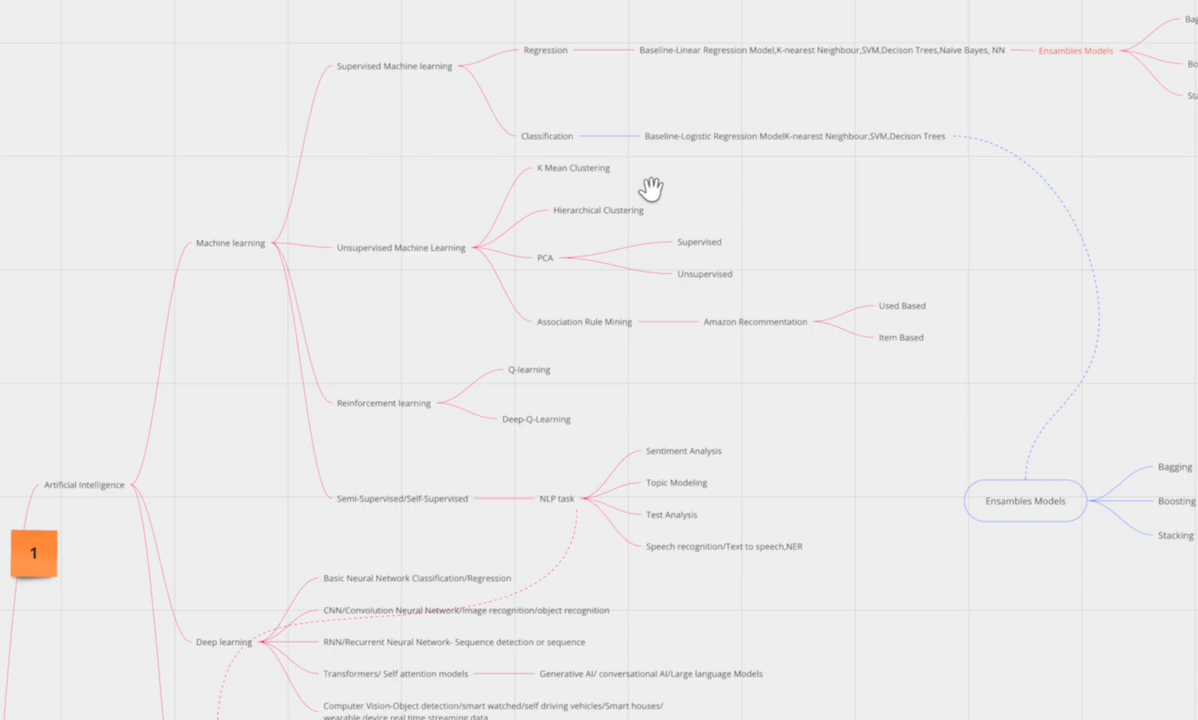 Regression
Baseline-Linear Regression Model,K-nearest Neighbour,SVM,Decison Trees,Naive Bayes, NN
Ensambles Models
Supervised Machine learning
Classification
Baseline-Logistic Regression ModelK-nearest Neighbour,SVM,Decison Trees
K Mean Clustering
Hierarchical Clustering
Machine learning
Unsupervised Machine Learning
PCA
Supervised
Unsupervised
Association Rule Mining
Amazon Recommentation
Used Based
Item Based
Q-learning
Reinforcement learning
Deep-Q-Learning
Sentiment Analysis
Artificial Intelligence
Semi-Supervised/Self-Supervised
NLP task
Topic Modeling
Test Analysis
Speech recognition/Text to speech,NER
Ensambles Models
Bagging
Boosting
Stacking
1
Basic Neural Network Classification/Regression
CNN/Convolution Neural Network/Image recognition/object recognition
Deep learning
RNN/Recurrent Neural Network- Sequence detection or sequence
Transformers/ Self attention models
Generative AI/ conversational AI/Large language Models
Computer Vision-Object detection/smart watched/self driving vehicles/Smart houses/
wearable device real time streaming data